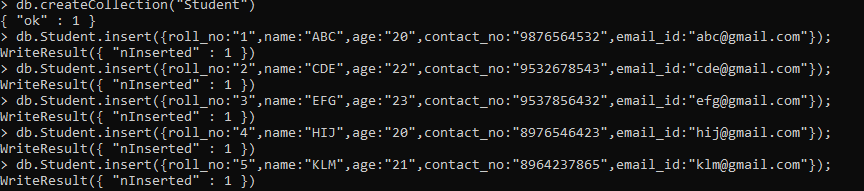 > db.createCollection("Student")
{ "ok" : 1 }
> db.Student.insert({roll_no:"1",name:"ABC",age:"20",contact_no:"9876564532",email_id:"abc@gmail.com"});
WriteResult({ "nInserted" : 1 })
> db.Student.insert({roll_no:"2",name:"CDE",age:"22",contact_no:"9532678543",email_id:"cde@gmail.com"});
WriteResult({ "nInserted" : 1 })
> db.Student.insert({roll_no:"3",name:"EFG",age:"23",contact_no:"9537856432",email_id:"efg@gmail.com"});
WriteResult({ "nInserted" : 1 })
> db.Student.insert({roll_no:"4",name:"HIJ",age:"20",contact_no:"8976546423",email_id:"hij@gmail.com"});
WriteResult({ "nInserted" : 1 })
> db.Student.insert({roll_no:"5",name:"KLM",age:"21",contact_no:"8964237865",email_id:"klm@gmail.com"});
WriteResult({ "nInserted" : 1 })